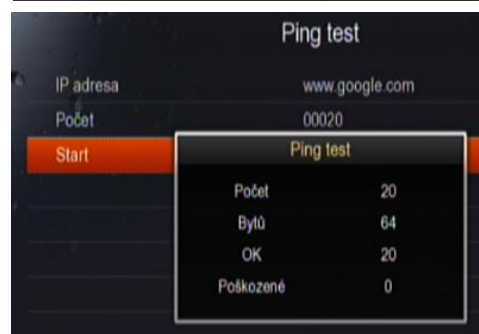 Ping test
IP adresa www.google.com
Počet 00020
Start
Ping test
Počet 20
Bytů 64
OK 20
Poškozené 0